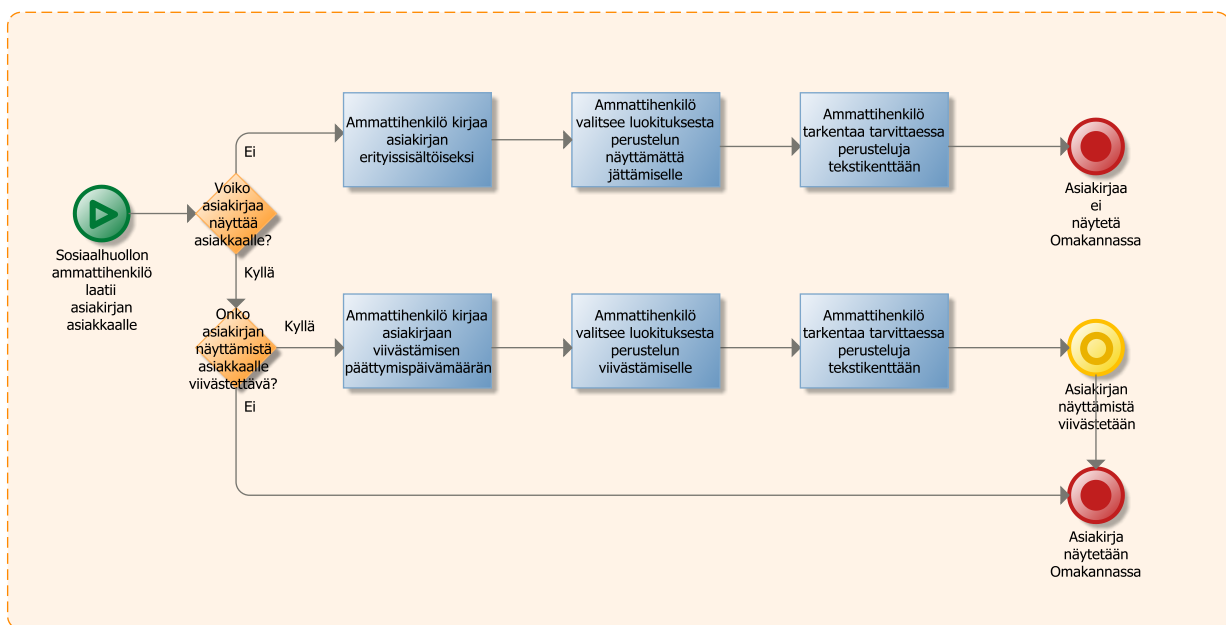 Ammattihenkilö kirjaa
asiakirjan
erityissisältöiseksi
Ammattihenkilö
valitsee luokituksesta
perustelun
näyttämättä
jättämiselle
Ammattihenkilö
tarkentaa tarvittaessa
perusteluja
tekstikenttään
Ei
Voiko
asiakirjaa
näyttää
asiakkaalle?
Asiakirjaa
ei
näytetä
Omakannassa
Sosiaalhuollon
ammattihenkilö
laatii
asiakirjan
asiakkaalle
Kyllä
Onko
asiakirjan
näyttämistä
asiakkaalle
viivästettävä?
Kyllä
Ammattihenkilö kirjaa
asiakirjaan
viivästämisen
päättymispäivämäärän
Ammattihenkilö
valitsee luokituksesta
perustelun
viivästämiselle
Ammattihenkilö
tarkentaa tarvittaessa
perusteluja
tekstikenttään
Asiakirjan
näyttämistä
viivästetään
Ei
Asiakirja
näytetään
Omakannassa